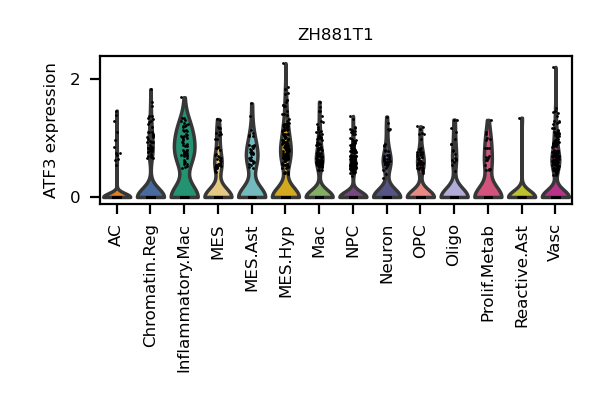 ZH881T1
ATF3 expression
2
0
AC
Chromatin.Reg
Inflammatory.Mac
MES
MES.Ast
MES.Hyp
Mac
NPC
Neuron
OPC
Oligo
Prolif.Metab
Reactive.Ast
Vasc